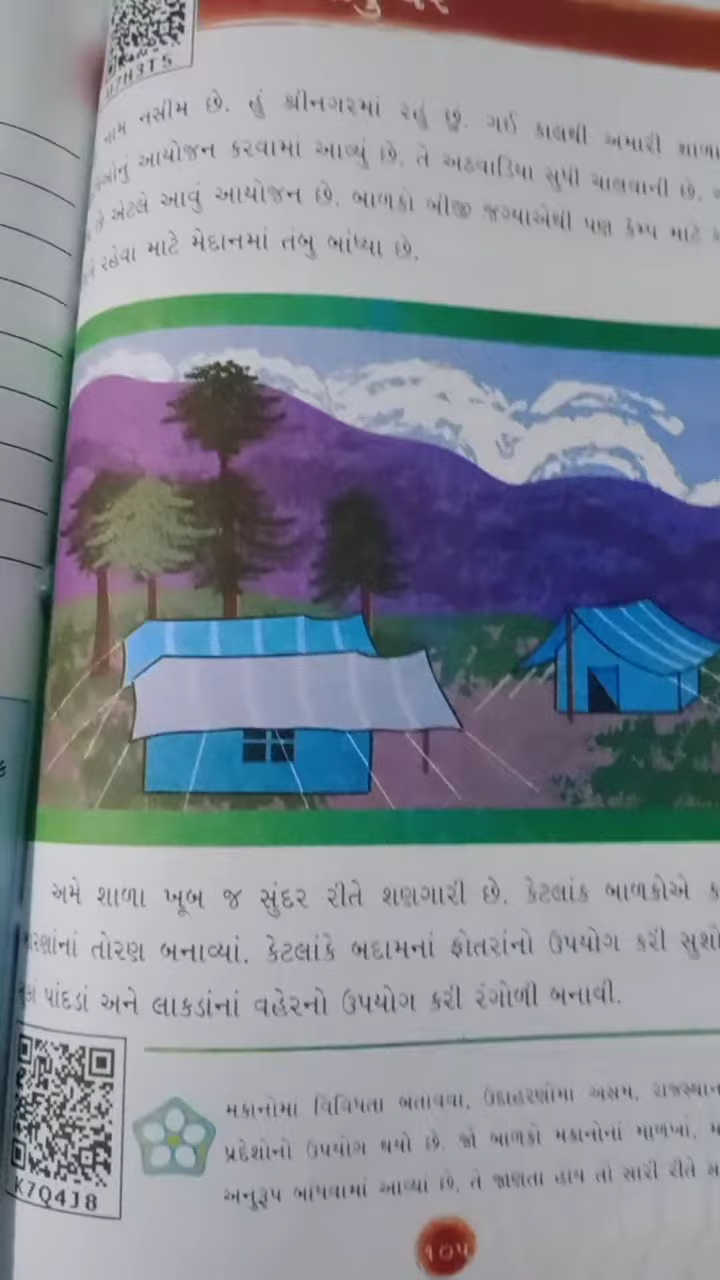 H7H3T5
નામ નસીમ છે. હું શ્રીનગરમાં રહું છું. ગઈ કાલથી અમારી શાળા
આયોજન કરવામાં આવ્યું છે. તે અઠવાડિયા સુધી ચાલવાની છે.
છે એટલે આવું આયોજન છે. બાળકો બીજી જગ્યાએથી પણ કેમ્પ માટે
રહેવા માટે મેદાનમાં તંબુ બાંધ્યા છે.
અમે શાળા ખૂબ જ સુંદર રીતે શણગારી છે. કેટલાંક બાળકોએ
તોરણ બનાવ્યાં. કેટલાંકે બદામનાં ફોતરાંનો ઉપયોગ કરી સુશો
પાંદડાં અને લાકડાંનાં વહેરનો ઉપયોગ કરી રંગોળી બનાવી.
K7Q4J8
મકાનોમાં વિવિધતા બતાવવા, ઉદાહરણોમાં અસમ, રાજસ્થાન
પ્રદેશોનો ઉપયોગ થયો છે. જો બાળકો મકાનોનાં માળખાં,
અનુરૂપ બાંધવામાં આવ્યાં છે, તે જાણતા હોય તો સારી રીતે
૧૦૫